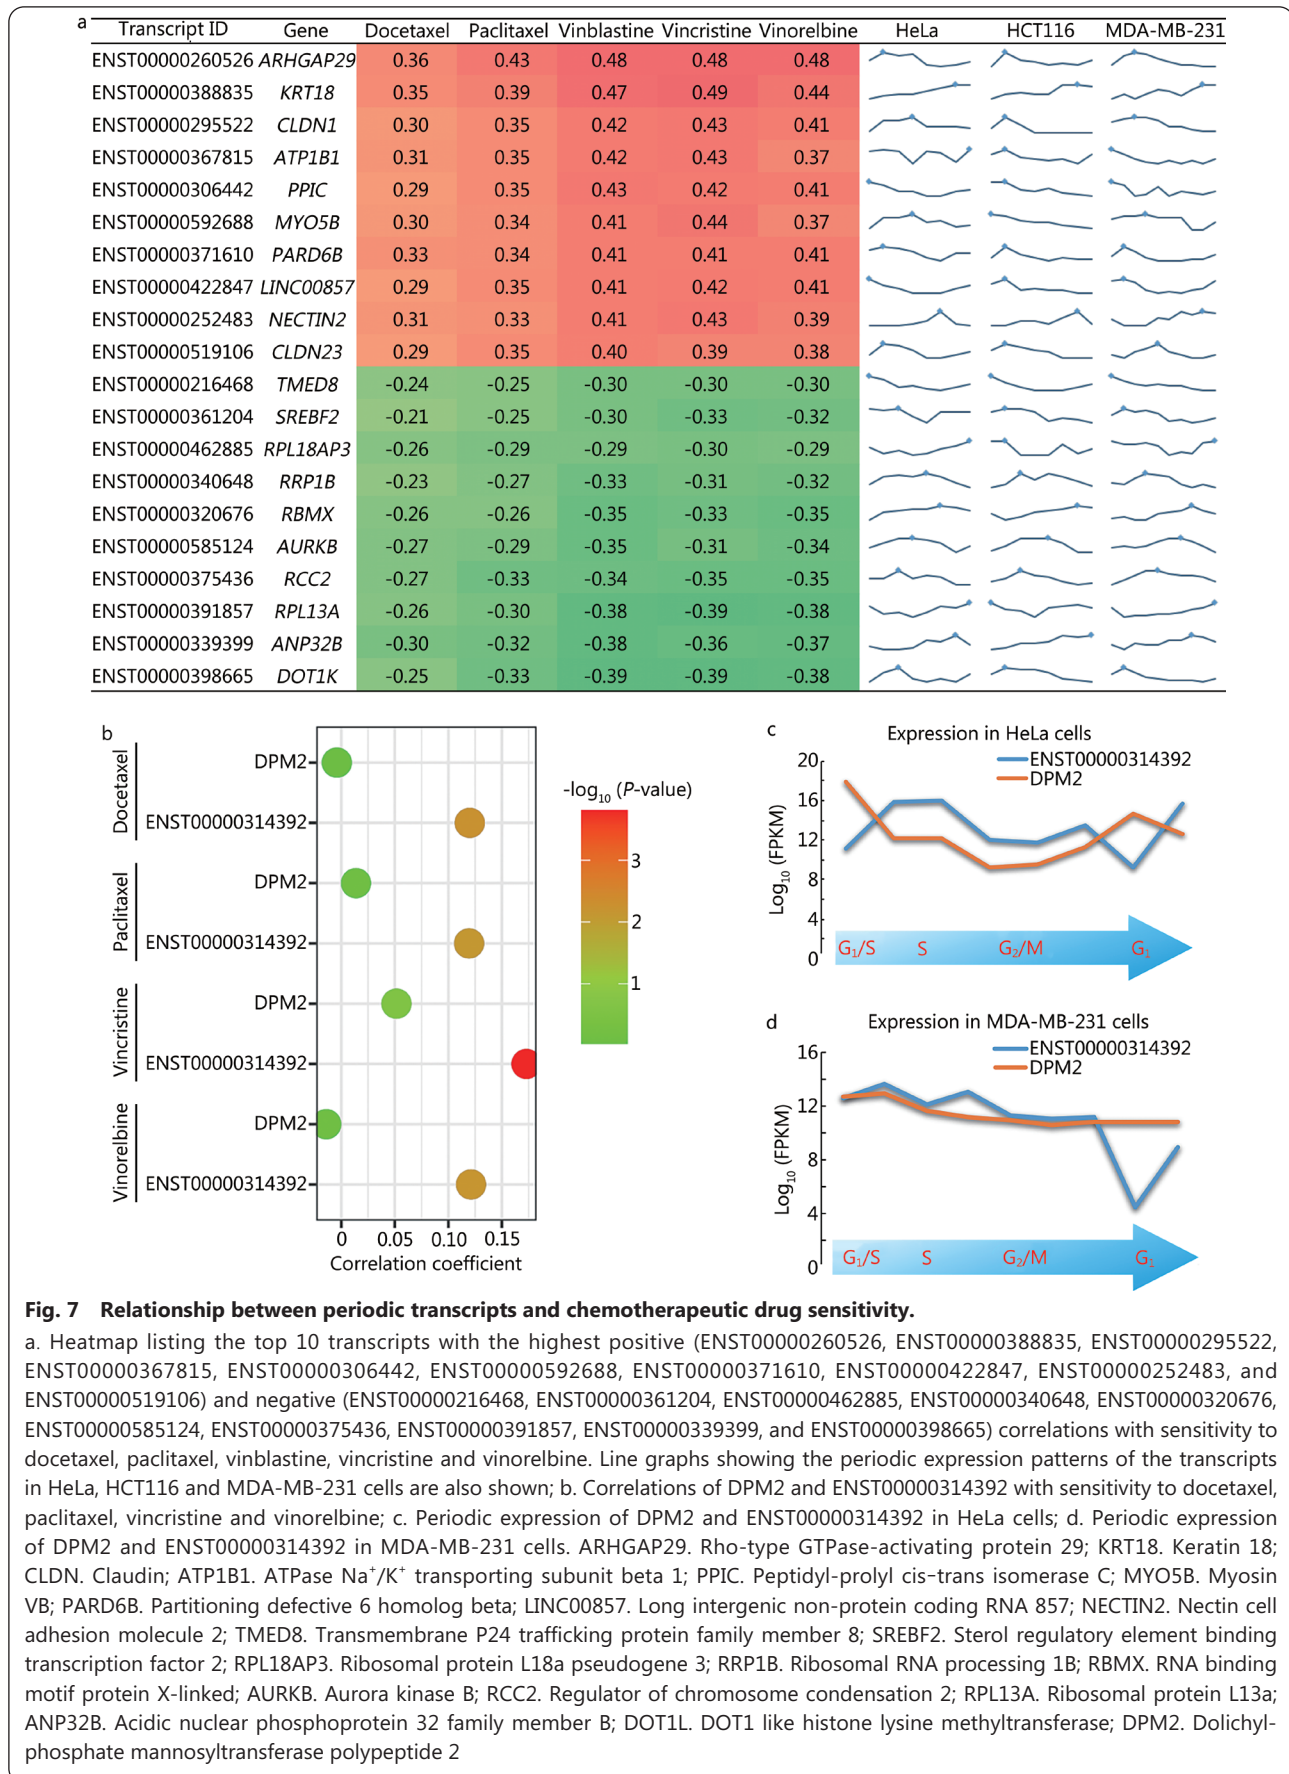 a
Transcript ID Gene Docetaxel Paclitaxel Vinblastine Vincristine Vinorelbine HeLa HCT116 MDA-MB-231
ENST00000260526 ARHGAP29 0.36 0.43 0.48 0.48 0.48
ENST00000388835 KRT18 0.35 0.39 0.47 0.49 0.44
ENST00000295522 CLDN1 0.30 0.35 0.42 0.43 0.41
ENST00000367815 ATP1B1 0.31 0.35 0.42 0.43 0.37
ENST00000306442 PPIC 0.29 0.35 0.43 0.42 0.41
ENST00000592688 MYO5B 0.30 0.34 0.41 0.44 0.37
ENST00000371610 PARD6B 0.33 0.34 0.41 0.41 0.41
ENST00000422847 LINC00857 0.29 0.35 0.41 0.42 0.41
ENST00000252483 NECTIN2 0.31 0.33 0.41 0.43 0.39
ENST00000519106 CLDN23 0.29 0.35 0.40 0.39 0.38
ENST00000216468 TMED8 -0.24 -0.25 -0.30 -0.30 -0.30
ENST00000361204 SREBF2 -0.21 -0.25 -0.30 -0.33 -0.32
ENST00000462885 RPL18AP3 -0.26 -0.29 -0.29 -0.30 -0.29
ENST00000340648 RRP1B -0.23 -0.27 -0.33 -0.31 -0.32
ENST00000320676 RBMX -0.26 -0.26 -0.35 -0.33 -0.35
ENST00000585124 AURKB -0.27 -0.29 -0.35 -0.31 -0.34
ENST00000375436 RCC2 -0.27 -0.33 -0.34 -0.35 -0.35
ENST00000391857 RPL13A -0.26 -0.30 -0.38 -0.39 -0.38
ENST00000339399 ANP32B -0.30 -0.32 -0.38 -0.36 -0.37
ENST00000398665 DOT1K -0.25 -0.33 -0.39 -0.39 -0.38
b
Docetaxel
DPM2
ENST00000314392
Paclitaxel
DPM2
ENST00000314392
Vincristine
DPM2
ENST00000314392
Vinorelbine
DPM2
ENST00000314392
0 0.05 0.10 0.15
Correlation coefficient
-log₁₀ (P-value)
3
2
1
c
Expression in HeLa cells
ENST00000314392
DPM2
Log₁₀ (FPKM)
20
16
12
8
4
0
G₁/S S G₂/M G₁
d
Expression in MDA-MB-231 cells
ENST00000314392
DPM2
Log₁₀ (FPKM)
16
12
8
4
0
G₁/S S G₂/M G₁
Fig. 7 Relationship between periodic transcripts and chemotherapeutic drug sensitivity.
a. Heatmap listing the top 10 transcripts with the highest positive (ENST00000260526, ENST00000388835, ENST00000295522,
ENST00000367815, ENST00000306442, ENST00000592688, ENST00000371610, ENST00000422847, ENST00000252483, and
ENST00000519106) and negative (ENST00000216468, ENST00000361204, ENST00000462885, ENST00000340648, ENST00000320676,
ENST00000585124, ENST00000375436, ENST00000391857, ENST00000339399, and ENST00000398665) correlations with sensitivity to
docetaxel, paclitaxel, vinblastine, vincristine and vinorelbine. Line graphs showing the periodic expression patterns of the transcripts
in HeLa, HCT116 and MDA-MB-231 cells are also shown; b. Correlations of DPM2 and ENST00000314392 with sensitivity to docetaxel,
paclitaxel, vincristine and vinorelbine; c. Periodic expression of DPM2 and ENST00000314392 in HeLa cells; d. Periodic expression
of DPM2 and ENST00000314392 in MDA-MB-231 cells. ARHGAP29. Rho-type GTPase-activating protein 29; KRT18. Keratin 18;
CLDN. Claudin; ATP1B1. ATPase Na⁺/K⁺ transporting subunit beta 1; PPIC. Peptidyl-prolyl cis-trans isomerase C; MYO5B. Myosin
VB; PARD6B. Partitioning defective 6 homolog beta; LINC00857. Long intergenic non-protein coding RNA 857; NECTIN2. Nectin cell
adhesion molecule 2; TMED8. Transmembrane P24 trafficking protein family member 8; SREBF2. Sterol regulatory element binding
transcription factor 2; RPL18AP3. Ribosomal protein L18a pseudogene 3; RRP1B. Ribosomal RNA processing 1B; RBMX. RNA binding
motif protein X-linked; AURKB. Aurora kinase B; RCC2. Regulator of chromosome condensation 2; RPL13A. Ribosomal protein L13a;
ANP32B. Acidic nuclear phosphoprotein 32 family member B; DOT1L. DOT1 like histone lysine methyltransferase; DPM2. Dolichyl-
phosphate mannosyltransferase polypeptide 2